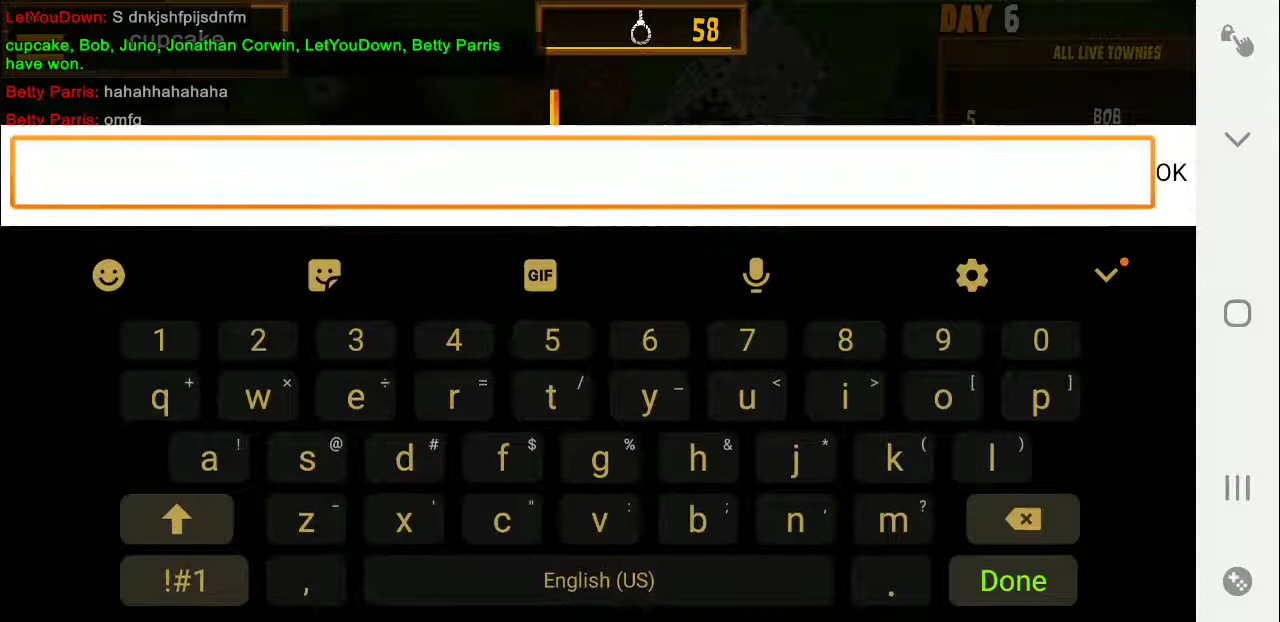 LetYouDown: S dnkjshfpijsdnfm
cupcake
58
DAY 6
cupcake, Bob, Juno, Jonathan Corwin, LetYouDown, Betty Parris
have won.
ALL LIVE TOWNIES
Betty Parris: hahahhahahaha
Betty Parris: omfg
5 BOB
OK
GIF
1 2 3 4 5 6 7 8 9 0
q + w × e ÷ r = t / y _ u < i > o [ p ]
a ! s @ d # f $ g % h & j * k ( l )
z - x ' c " v : b ; n , m ?
!#1 , English (US) . Done